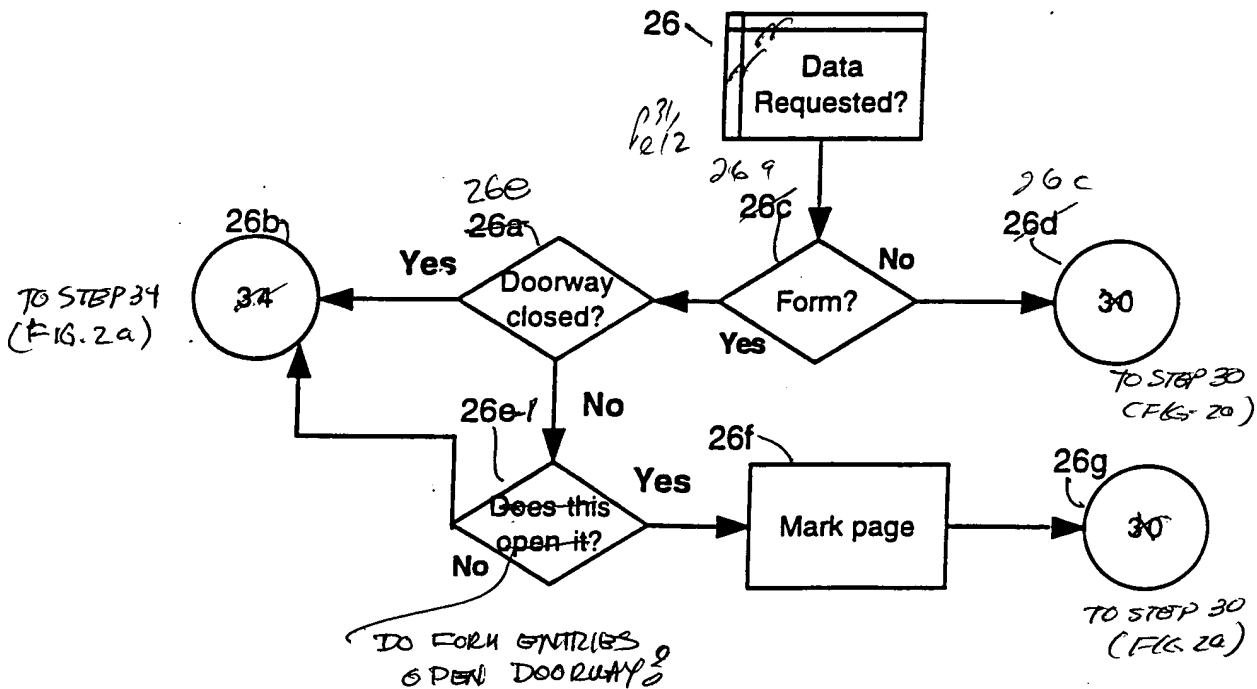 26
Data
Requested?
26a
26c
26c
26d
26e
26a
26b
Yes
Doorway
closed?
Form?
No
Yes
34
30
TO STEP 34
(FIG. 2a)
TO STEP 30
(FIG. 2a)
No
26e-1
26f
26g
Yes
Does this
open it?
No
Mark page
30
DO FORM ENTRIES
OPEN DOORWAY?
TO STEP 30
(FIG. 2a)